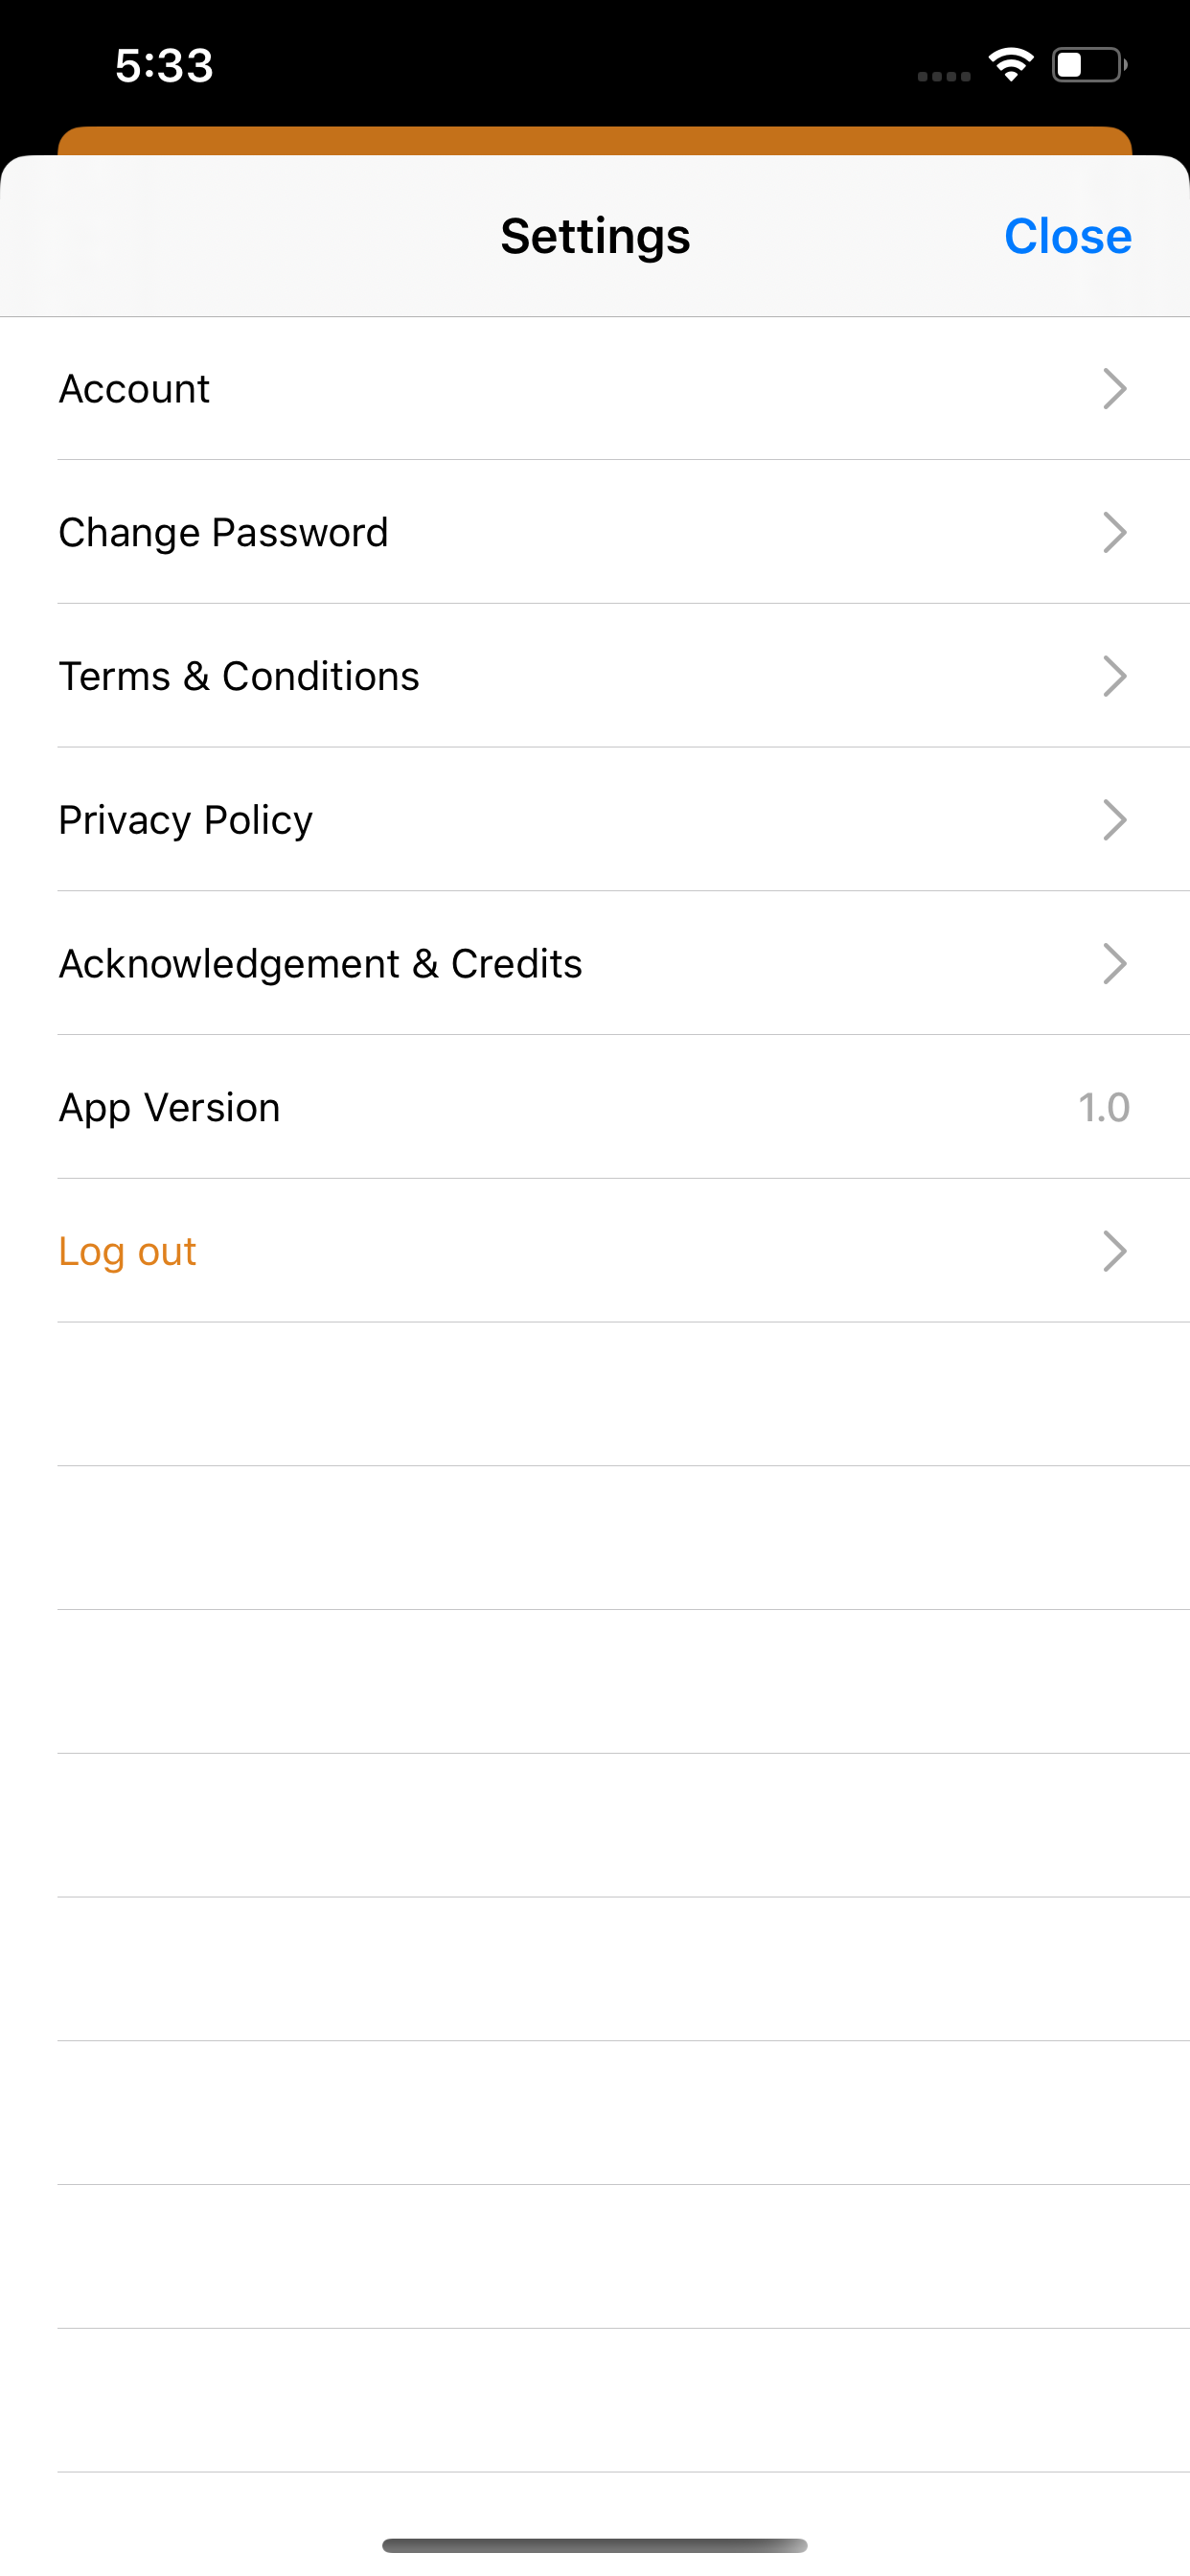 5:33
Settings
Close
Account
Change Password
Terms & Conditions
Privacy Policy
Acknowledgement & Credits
App Version
1.0
Log out